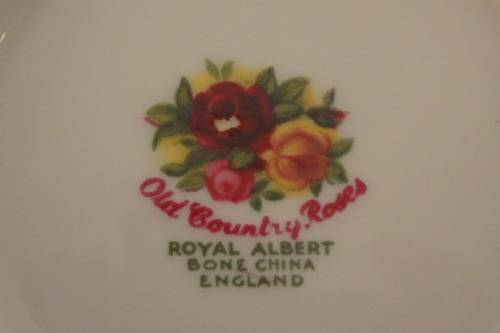 Old Country Roses
ROYAL ALBERT
BONE CHINA
ENGLAND